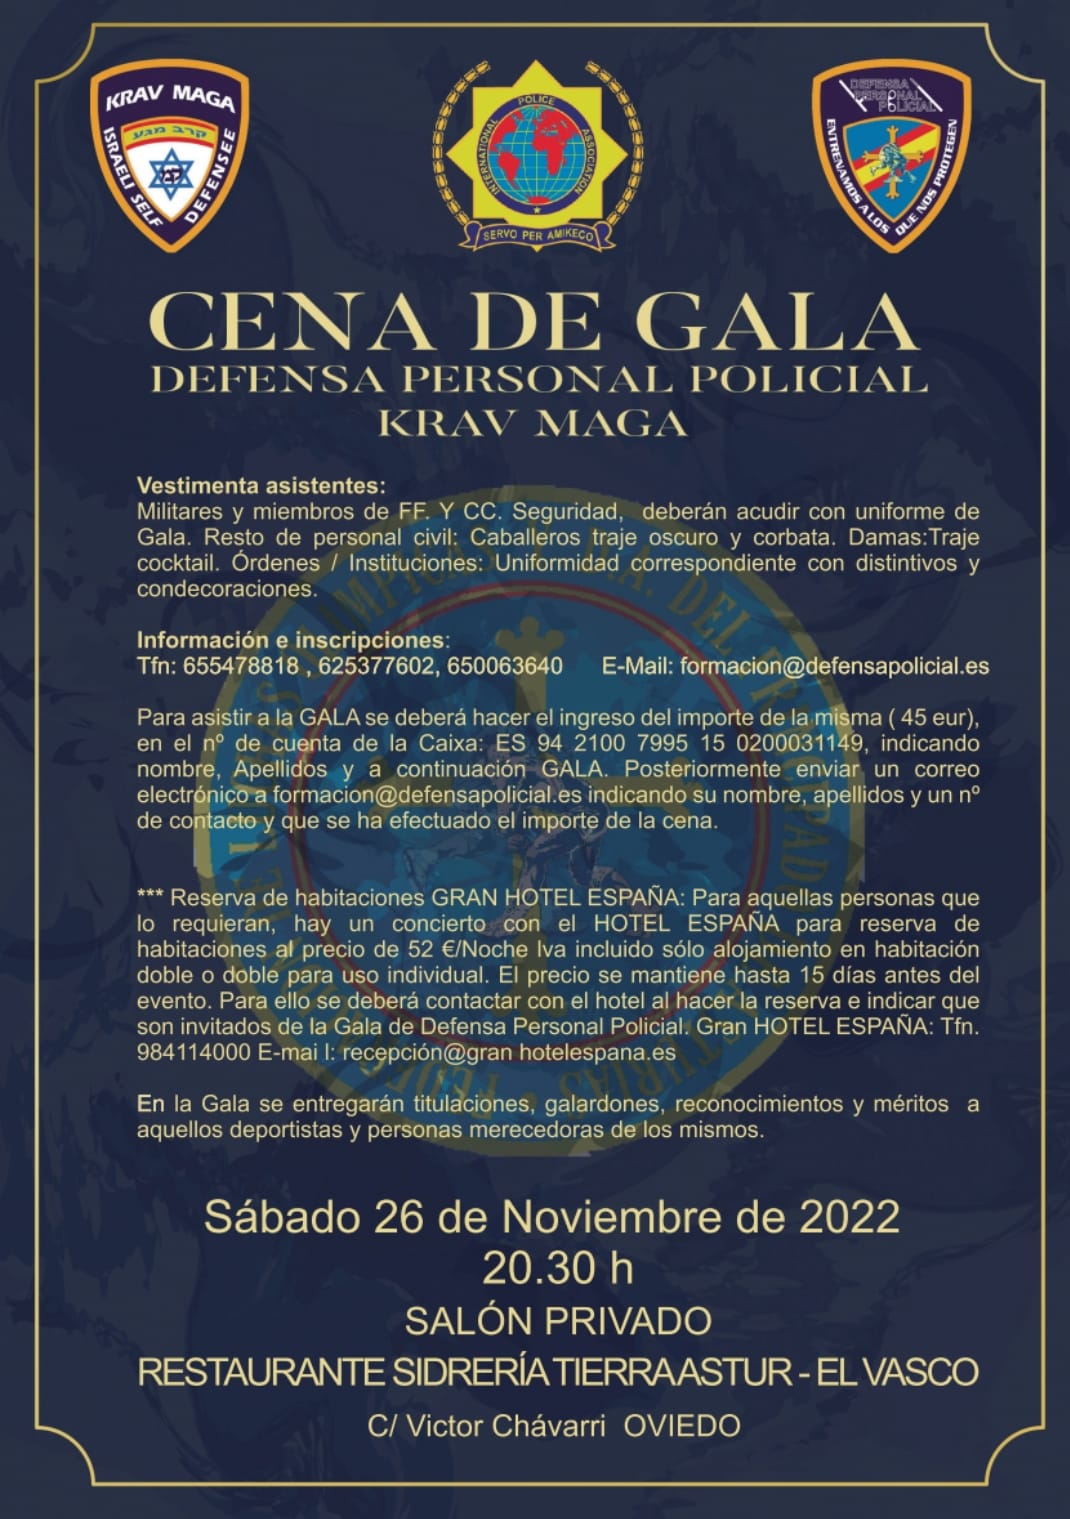 KRAV MAGA
קרב מגע
ISRAELI SELF DEFENSEE
INTERNATIONAL POLICE ASSOCIATION
SERVO PER AMIKECO
DEFENSA
PERSONAL
POLICIAL
ENTRENAMOS A LOS QUE NOS PROTEGEN
CENA DE GALA
DEFENSA PERSONAL POLICIAL
KRAV MAGA
Vestimenta asistentes:
Militares y miembros de FF. Y CC. Seguridad, deberán acudir con uniforme de
Gala. Resto de personal civil: Caballeros traje oscuro y corbata. Damas:Traje
cocktail. Órdenes / Instituciones: Uniformidad correspondiente con distintivos y
condecoraciones.
Información e inscripciones:
Tfn: 655478818 , 625377602, 650063640 E-Mail: formacion@defensapolicial.es
Para asistir a la GALA se deberá hacer el ingreso del importe de la misma ( 45 eur),
en el nº de cuenta de la Caixa: ES 94 2100 7995 15 0200031149, indicando
nombre, Apellidos y a continuación GALA. Posteriormente enviar un correo
electrónico a formacion@defensapolicial.es indicando su nombre, apellidos y un nº
de contacto y que se ha efectuado el importe de la cena.
*** Reserva de habitaciones GRAN HOTEL ESPAÑA: Para aquellas personas que
lo requieran, hay un concierto con el HOTEL ESPAÑA para reserva de
habitaciones al precio de 52 €/Noche Iva incluido sólo alojamiento en habitación
doble o doble para uso individual. El precio se mantiene hasta 15 días antes del
evento. Para ello se deberá contactar con el hotel al hacer la reserva e indicar que
son invitados de la Gala de Defensa Personal Policial. Gran HOTEL ESPAÑA: Tfn.
984114000 E-mai l: recepción@gran hotelespana.es
En la Gala se entregarán titulaciones, galardones, reconocimientos y méritos a
aquellos deportistas y personas merecedoras de los mismos.
Sábado 26 de Noviembre de 2022
20.30 h
SALÓN PRIVADO
RESTAURANTE SIDRERÍA TIERRA ASTUR - EL VASCO
C/ Victor Chávarri OVIEDO